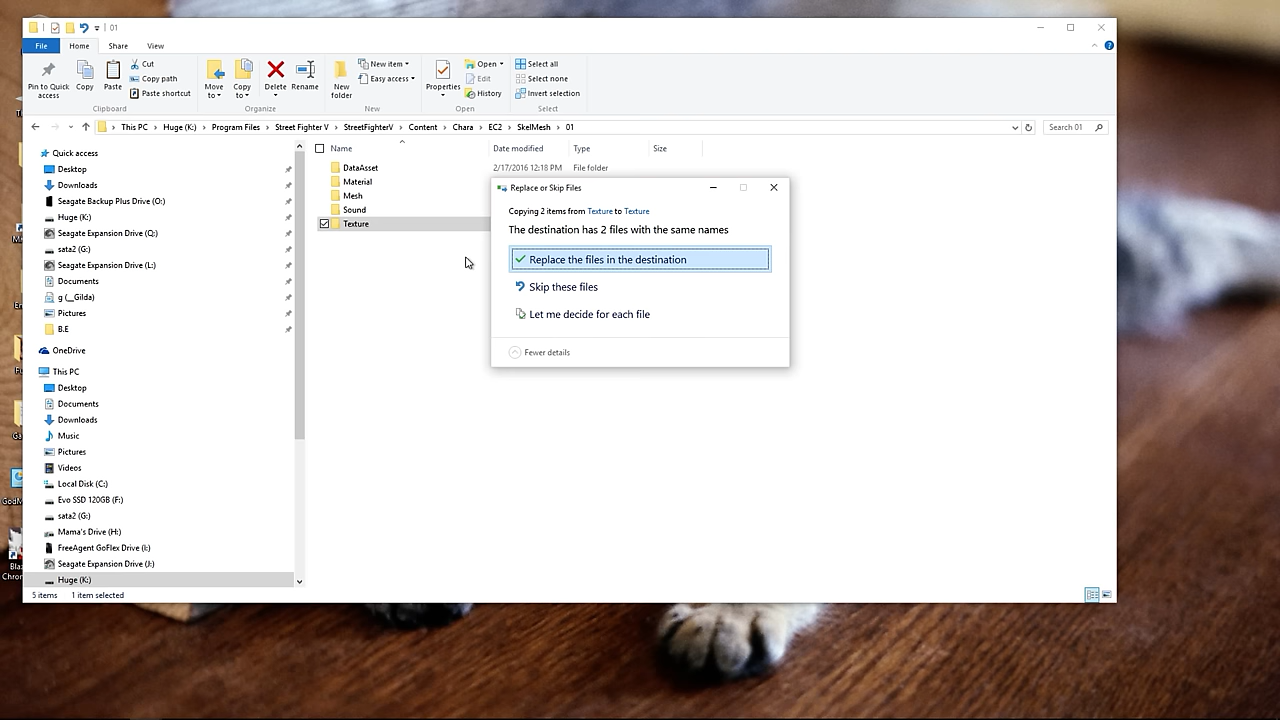 01
File Home Share View
Pin to Quick access
Copy
Paste
Cut
Copy path
Paste shortcut
Clipboard
Move to
Copy to
Delete
Rename
Organize
New folder
New item
Easy access
New
Properties
Open
Edit
History
Open
Select all
Select none
Invert selection
Select
This PC > Huge (K:) > Program Files > Street Fighter V > StreetFighterV > Content > Chara > EC2 > SkelMesh > 01
Search 01
Quick access
Desktop
Downloads
Seagate Backup Plus Drive (O:)
Huge (K:)
Seagate Expansion Drive (Q:)
sata2 (G:)
Seagate Expansion Drive (L:)
Documents
g (__Gilda)
Pictures
B.E
OneDrive
This PC
Desktop
Documents
Downloads
Music
Pictures
Videos
Local Disk (C:)
Evo SSD 120GB (F:)
sata2 (G:)
Mama's Drive (H:)
FreeAgent GoFlex Drive (I:)
Seagate Expansion Drive (J:)
Huge (K:)
Name Date modified Type Size
DataAsset 2/17/2016 12:18 PM File folder
Material
Mesh
Sound
Texture
Replace or Skip Files
Copying 2 items from Texture to Texture
The destination has 2 files with the same names
Replace the files in the destination
Skip these files
Let me decide for each file
Fewer details
5 items 1 item selected